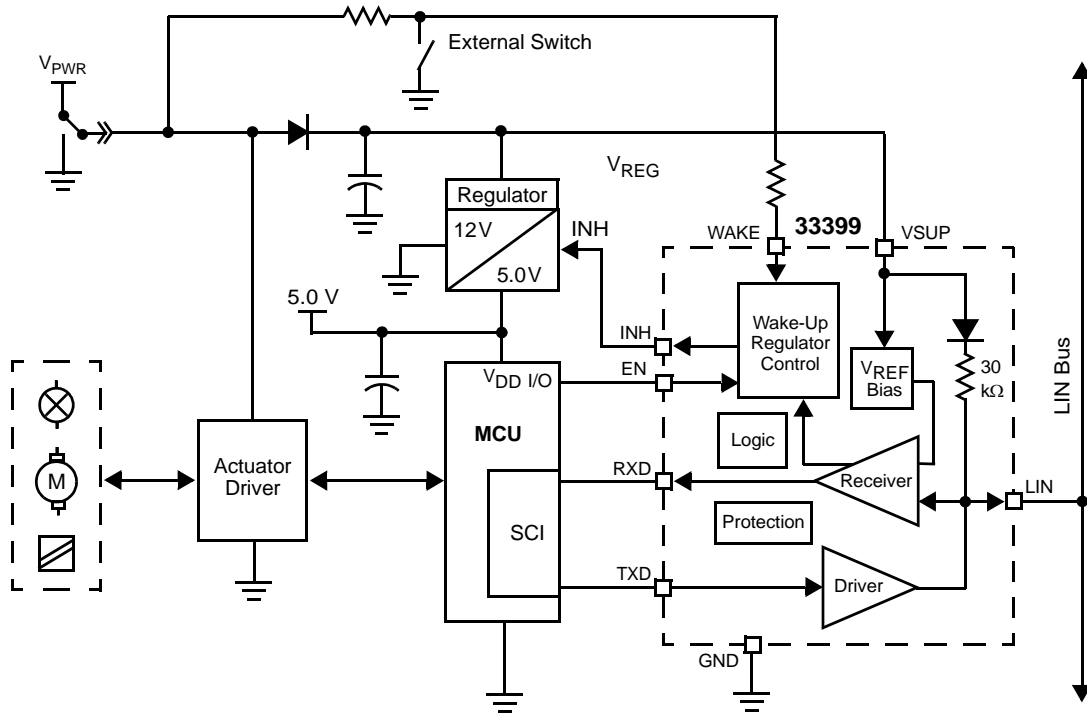 External Switch
VPWR
VREG
Regulator
12V
5.0V
INH
WAKE
33399
VSUP
5.0 V
INH
Wake-Up
Regulator
Control
VREF
Bias
30
kΩ
LIN Bus
EN
VDD I/O
MCU
Logic
M
Actuator
Driver
RXD
Receiver
LIN
SCI
Protection
TXD
Driver
GND